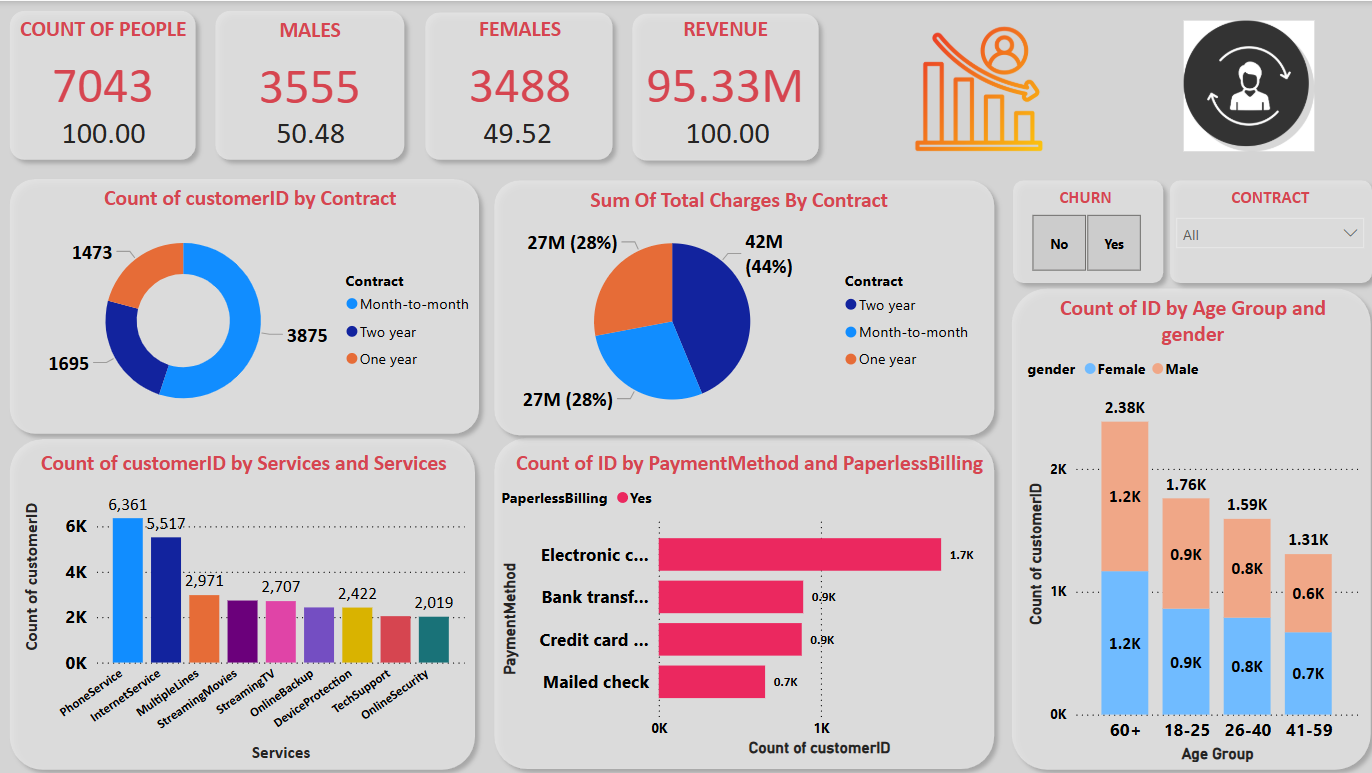 COUNT OF PEOPLE
7043
100.00
MALES
3555
50.48
FEMALES
3488
49.52
REVENUE
95.33M
100.00
Count of customerID by Contract
1473
1695
3875
Contract
Month-to-month
Two year
One year
Sum Of Total Charges By Contract
27M (28%)
42M
(44%)
27M (28%)
Contract
Two year
Month-to-month
One year
CHURN
No
Yes
CONTRACT
All
Count of customerID by Services and Services
Count of customerID
6K
4K
2K
0K
6,361
5,517
2,971
2,707
2,422
2,019
PhoneService
InternetService
MultipleLines
StreamingMovies
StreamingTV
OnlineBackup
DeviceProtection
TechSupport
OnlineSecurity
Services
Count of ID by PaymentMethod and PaperlessBilling
PaperlessBilling
Yes
PaymentMethod
Electronic c...
1.7K
Bank transf...
0.9K
Credit card ...
0.9K
Mailed check
0.7K
0K
1K
Count of customerID
Count of ID by Age Group and
gender
gender
Female
Male
Count of customerID
2K
1K
0K
2.38K
1.2K
1.2K
1.76K
0.9K
0.9K
1.59K
0.8K
0.8K
1.31K
0.6K
0.7K
60+
18-25
26-40
41-59
Age Group